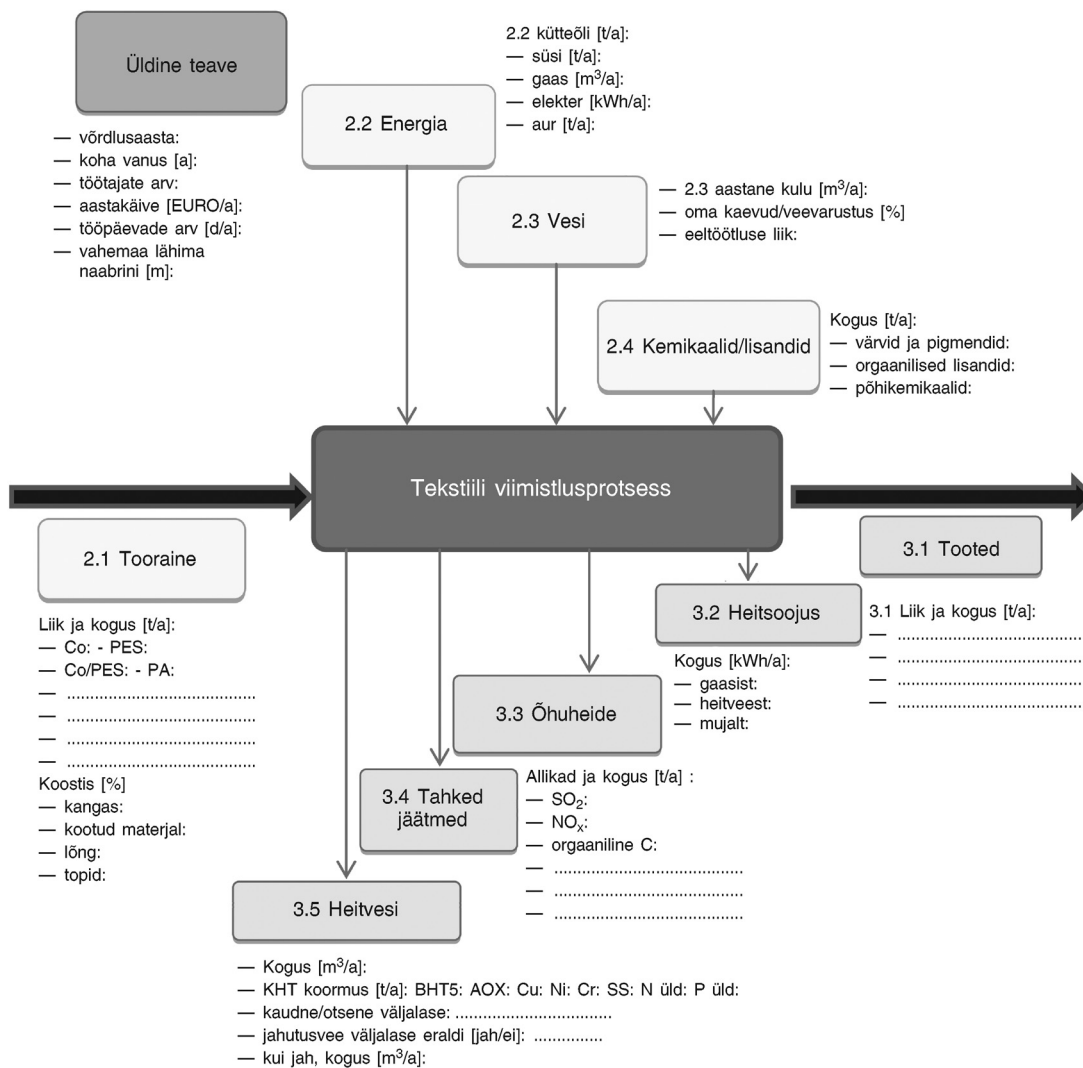 Üldine teave
— võrdlusaasta:
— koha vanus [a]:
— töötajate arv:
— aastakäive [EURO/a]:
— tööpäevade arv [d/a]:
— vahemaa lähima
naabrini [m]:
2.2 Energia
2.2 kütteõli [t/a]:
— süsi [t/a]:
— gaas [m³/a]:
— elekter [kWh/a]:
— aur [t/a]:
2.3 Vesi
— 2.3 aastane kulu [m³/a]:
— oma kaevud/veevarustus [%]
— eeltöötluse liik:
2.4 Kemikaalid/lisandid
Kogus [t/a]:
— värvid ja pigmendid:
— orgaanilised lisandid:
— põhikemikaalid:
Tekstiili viimistlusprotsess
2.1 Tooraine
Liik ja kogus [t/a]:
— Co: - PES:
— Co/PES: - PA:
— ......................................
— ......................................
— ......................................
— ......................................
Koostis [%]
— kangas:
— kootud materjal:
— lõng:
— topid:
3.1 Tooted
3.1 Liik ja kogus [t/a]:
— ......................................
— ......................................
— ......................................
— ......................................
3.2 Heitsoojus
Kogus [kWh/a]:
— gaasist:
— heitveest:
— mujalt:
3.3 Õhuheide
Allikad ja kogus [t/a] :
— SO₂:
— NOₓ:
— orgaaniline C:
— ......................................
— ......................................
— ......................................
3.4 Tahked
jäätmed
3.5 Heitvesi
— Kogus [m³/a]:
— KHT koormus [t/a]: BHT5: AOX: Cu: Ni: Cr: SS: N üld: P üld:
— kaudne/otsene väljalase: ..................................
— jahutusvee väljalase eraldi [jah/ei]: ...............
— kui jah, kogus [m³/a]: